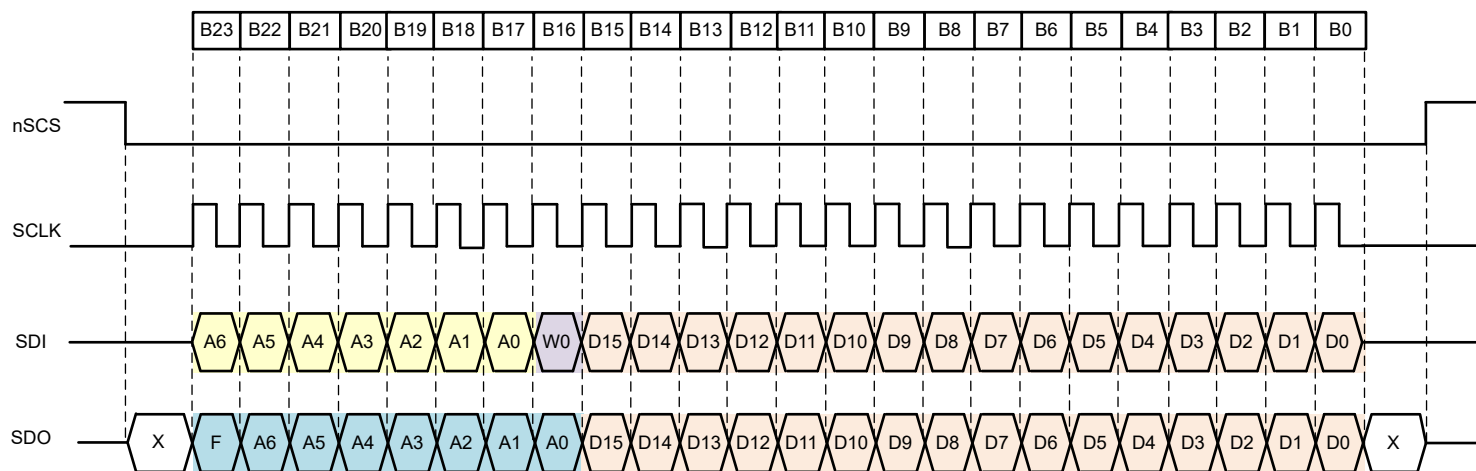 B23 B22 B21 B20 B19 B18 B17 B16 B15 B14 B13 B12 B11 B10 B9 B8 B7 B6 B5 B4 B3 B2 B1 B0
nSCS
SCLK
SDI A6 A5 A4 A3 A2 A1 A0 W0 D15 D14 D13 D12 D11 D10 D9 D8 D7 D6 D5 D4 D3 D2 D1 D0
SDO X F A6 A5 A4 A3 A2 A1 A0 D15 D14 D13 D12 D11 D10 D9 D8 D7 D6 D5 D4 D3 D2 D1 D0 X